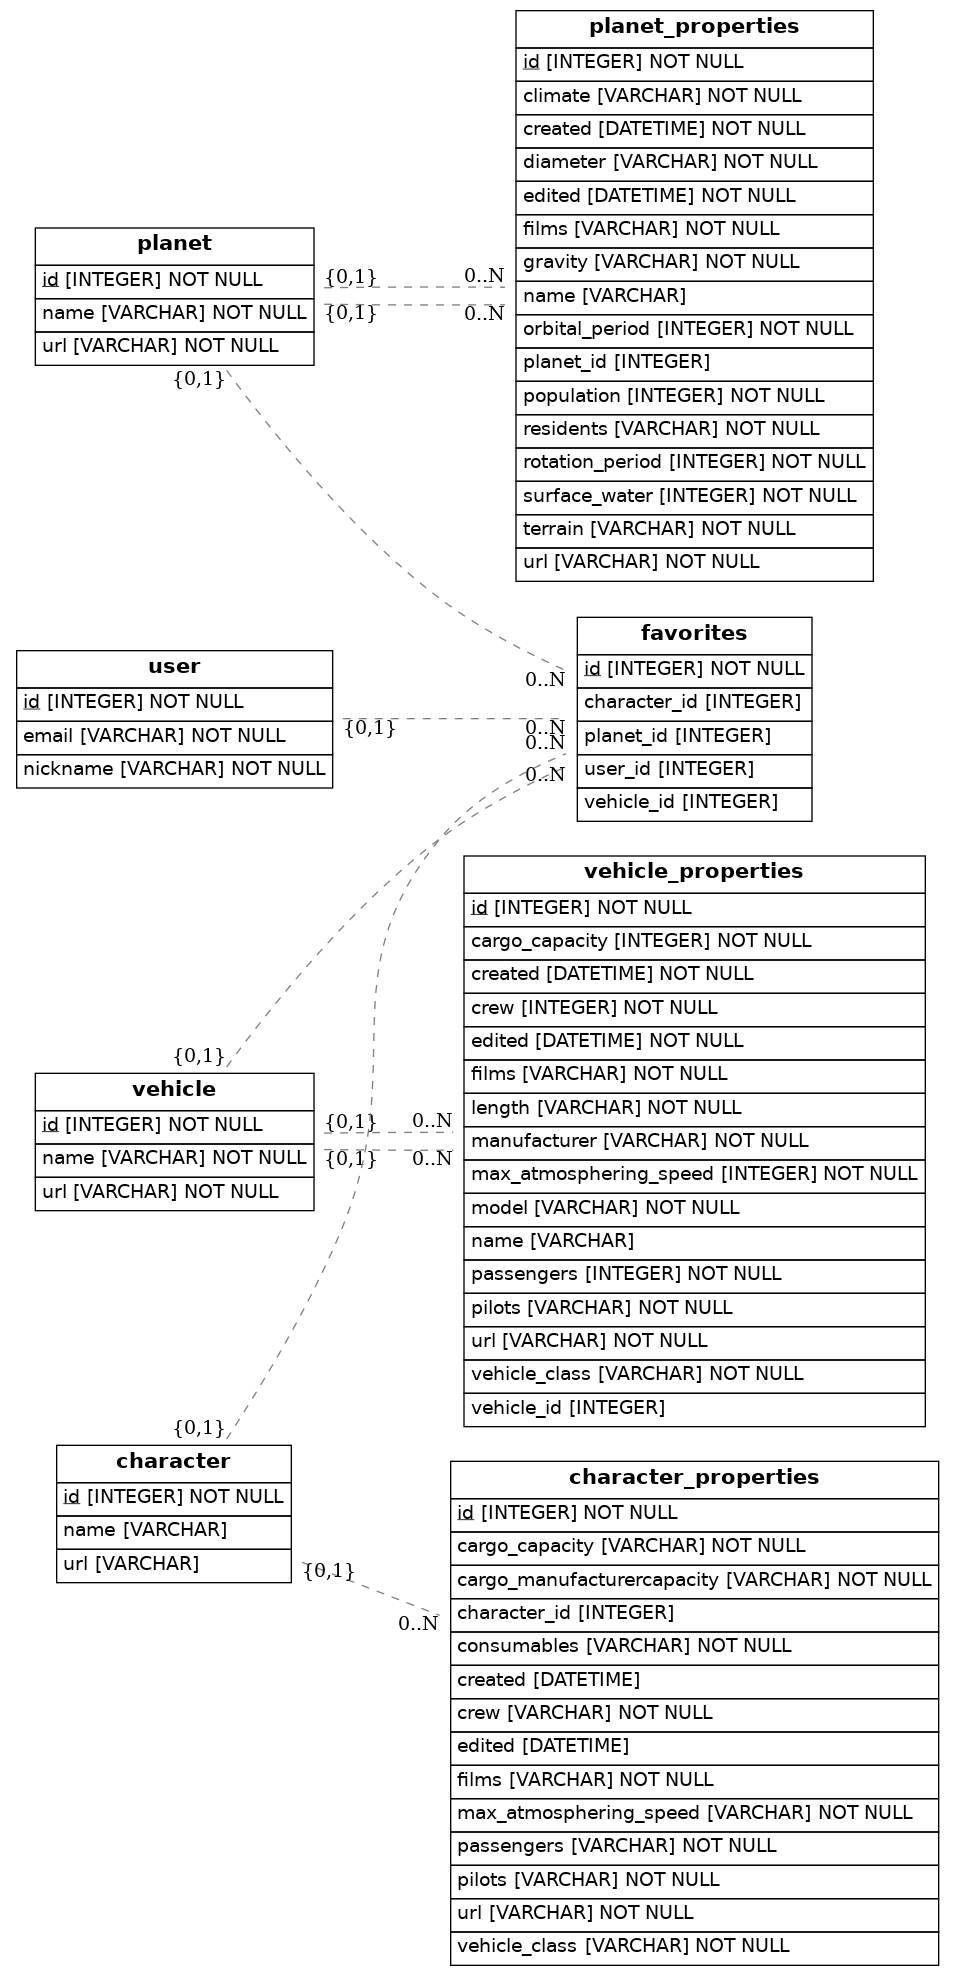 planet_properties
id [INTEGER] NOT NULL
climate [VARCHAR] NOT NULL
created [DATETIME] NOT NULL
diameter [VARCHAR] NOT NULL
edited [DATETIME] NOT NULL
films [VARCHAR] NOT NULL
gravity [VARCHAR] NOT NULL
name [VARCHAR]
orbital_period [INTEGER] NOT NULL
planet_id [INTEGER]
population [INTEGER] NOT NULL
residents [VARCHAR] NOT NULL
rotation_period [INTEGER] NOT NULL
surface_water [INTEGER] NOT NULL
terrain [VARCHAR] NOT NULL
url [VARCHAR] NOT NULL
planet
id [INTEGER] NOT NULL
name [VARCHAR] NOT NULL
url [VARCHAR] NOT NULL
{0,1}
0..N
{0,1}
0..N
{0,1}
0..N
favorites
id [INTEGER] NOT NULL
character_id [INTEGER]
planet_id [INTEGER]
user_id [INTEGER]
vehicle_id [INTEGER]
user
id [INTEGER] NOT NULL
email [VARCHAR] NOT NULL
nickname [VARCHAR] NOT NULL
{0,1}
0..N
0..N
0..N
vehicle_properties
id [INTEGER] NOT NULL
cargo_capacity [INTEGER] NOT NULL
created [DATETIME] NOT NULL
crew [INTEGER] NOT NULL
edited [DATETIME] NOT NULL
films [VARCHAR] NOT NULL
length [VARCHAR] NOT NULL
manufacturer [VARCHAR] NOT NULL
max_atmosphering_speed [INTEGER] NOT NULL
model [VARCHAR] NOT NULL
name [VARCHAR]
passengers [INTEGER] NOT NULL
pilots [VARCHAR] NOT NULL
url [VARCHAR] NOT NULL
vehicle_class [VARCHAR] NOT NULL
vehicle_id [INTEGER]
{0,1}
vehicle
id [INTEGER] NOT NULL
name [VARCHAR] NOT NULL
url [VARCHAR] NOT NULL
{0,1}
0..N
{0,1}
0..N
{0,1}
character
id [INTEGER] NOT NULL
name [VARCHAR]
url [VARCHAR]
{0,1}
0..N
character_properties
id [INTEGER] NOT NULL
cargo_capacity [VARCHAR] NOT NULL
cargo_manufacturercapacity [VARCHAR] NOT NULL
character_id [INTEGER]
consumables [VARCHAR] NOT NULL
created [DATETIME]
crew [VARCHAR] NOT NULL
edited [DATETIME]
films [VARCHAR] NOT NULL
max_atmosphering_speed [VARCHAR] NOT NULL
passengers [VARCHAR] NOT NULL
pilots [VARCHAR] NOT NULL
url [VARCHAR] NOT NULL
vehicle_class [VARCHAR] NOT NULL